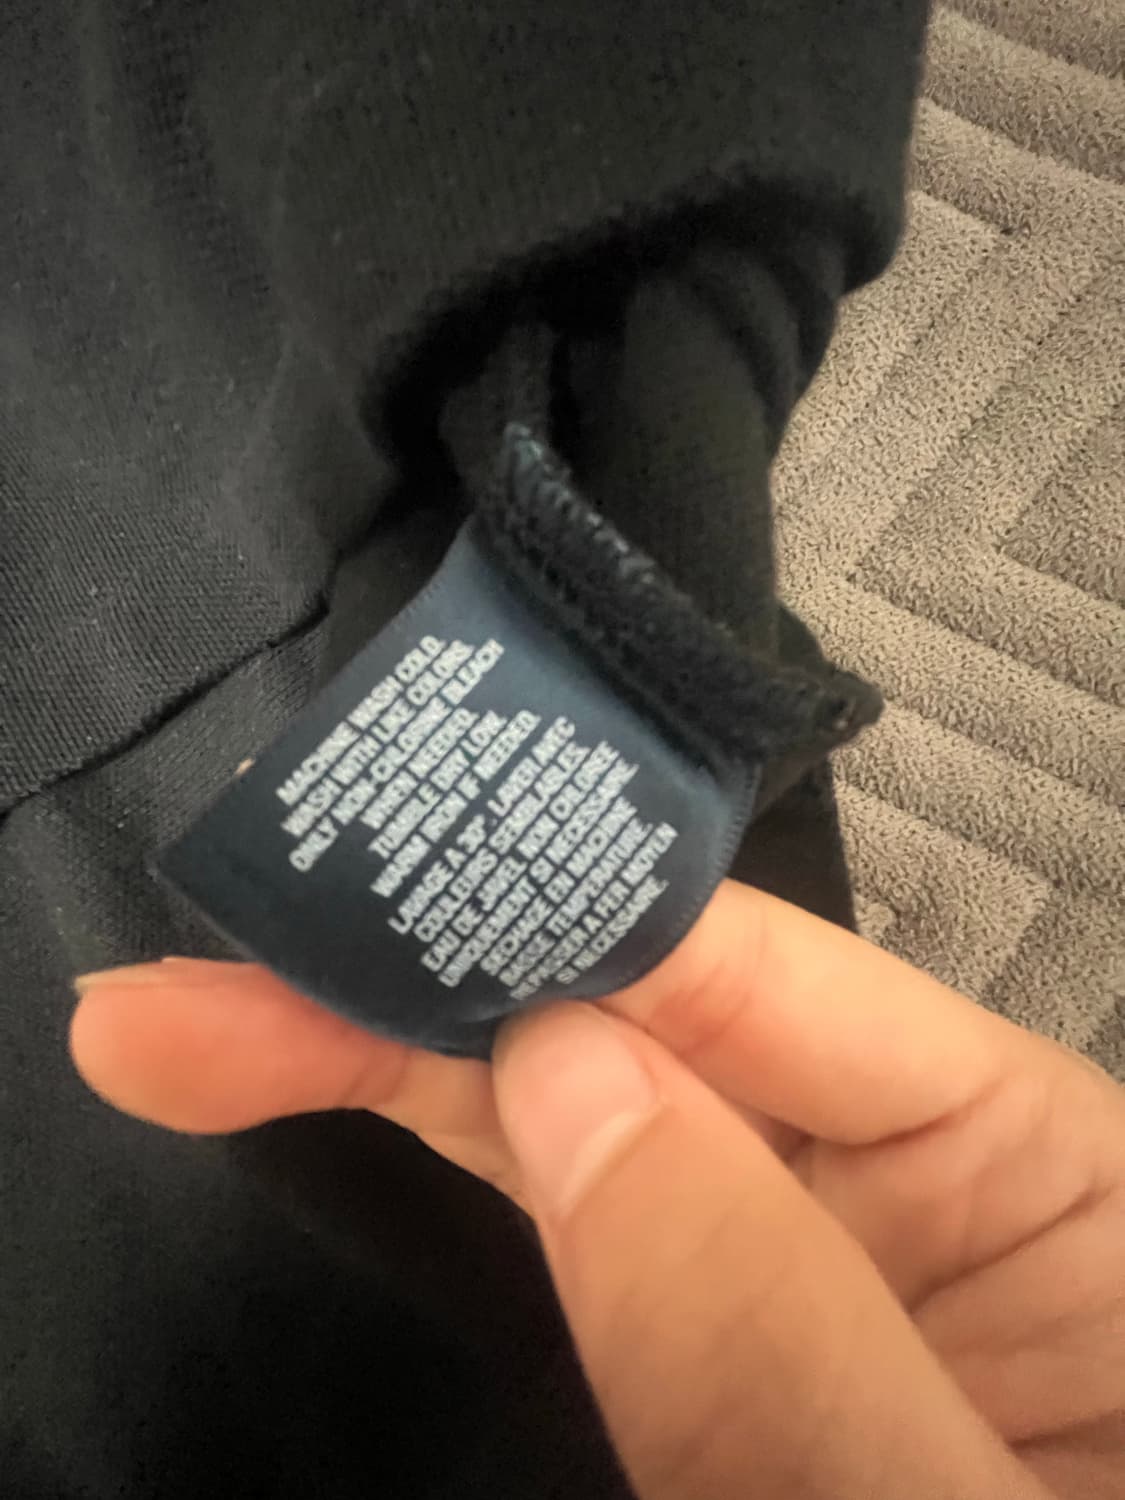 MACHINE WASH COLD.
WASH WITH LIKE COLORS.
ONLY NON-CHLORINE BLEACH
WHEN NEEDED.
TUMBLE DRY LOW.
WARM IRON IF NEEDED.
LAVAGE A 30°. LAVER AVEC
COULEURS SEMBLABLES.
EAU DE JAVEL NON CHLOREE
UNIQUEMENT SI NECESSAIRE.
SECHAGE EN MACHINE
BASSE TEMPERATURE
REPASSER A FER MOYEN
SI NECESSAIRE.